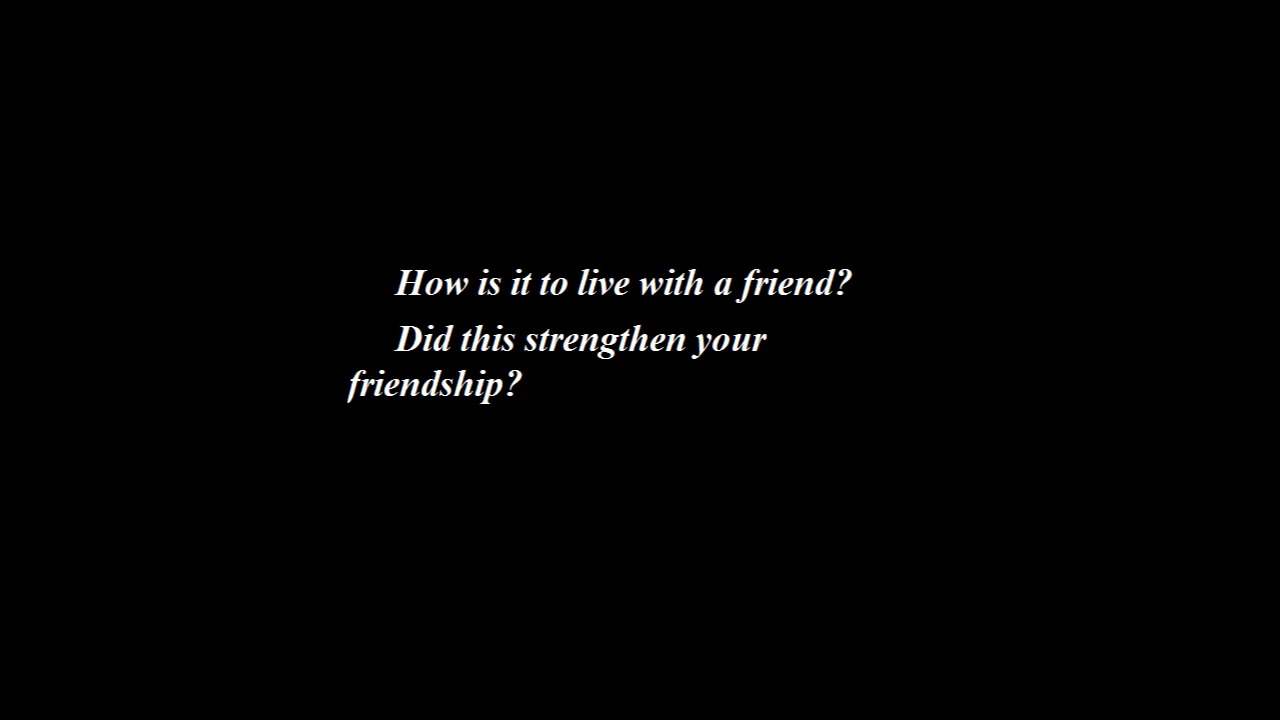 How is it to live with a friend?
Did this strengthen your
friendship?